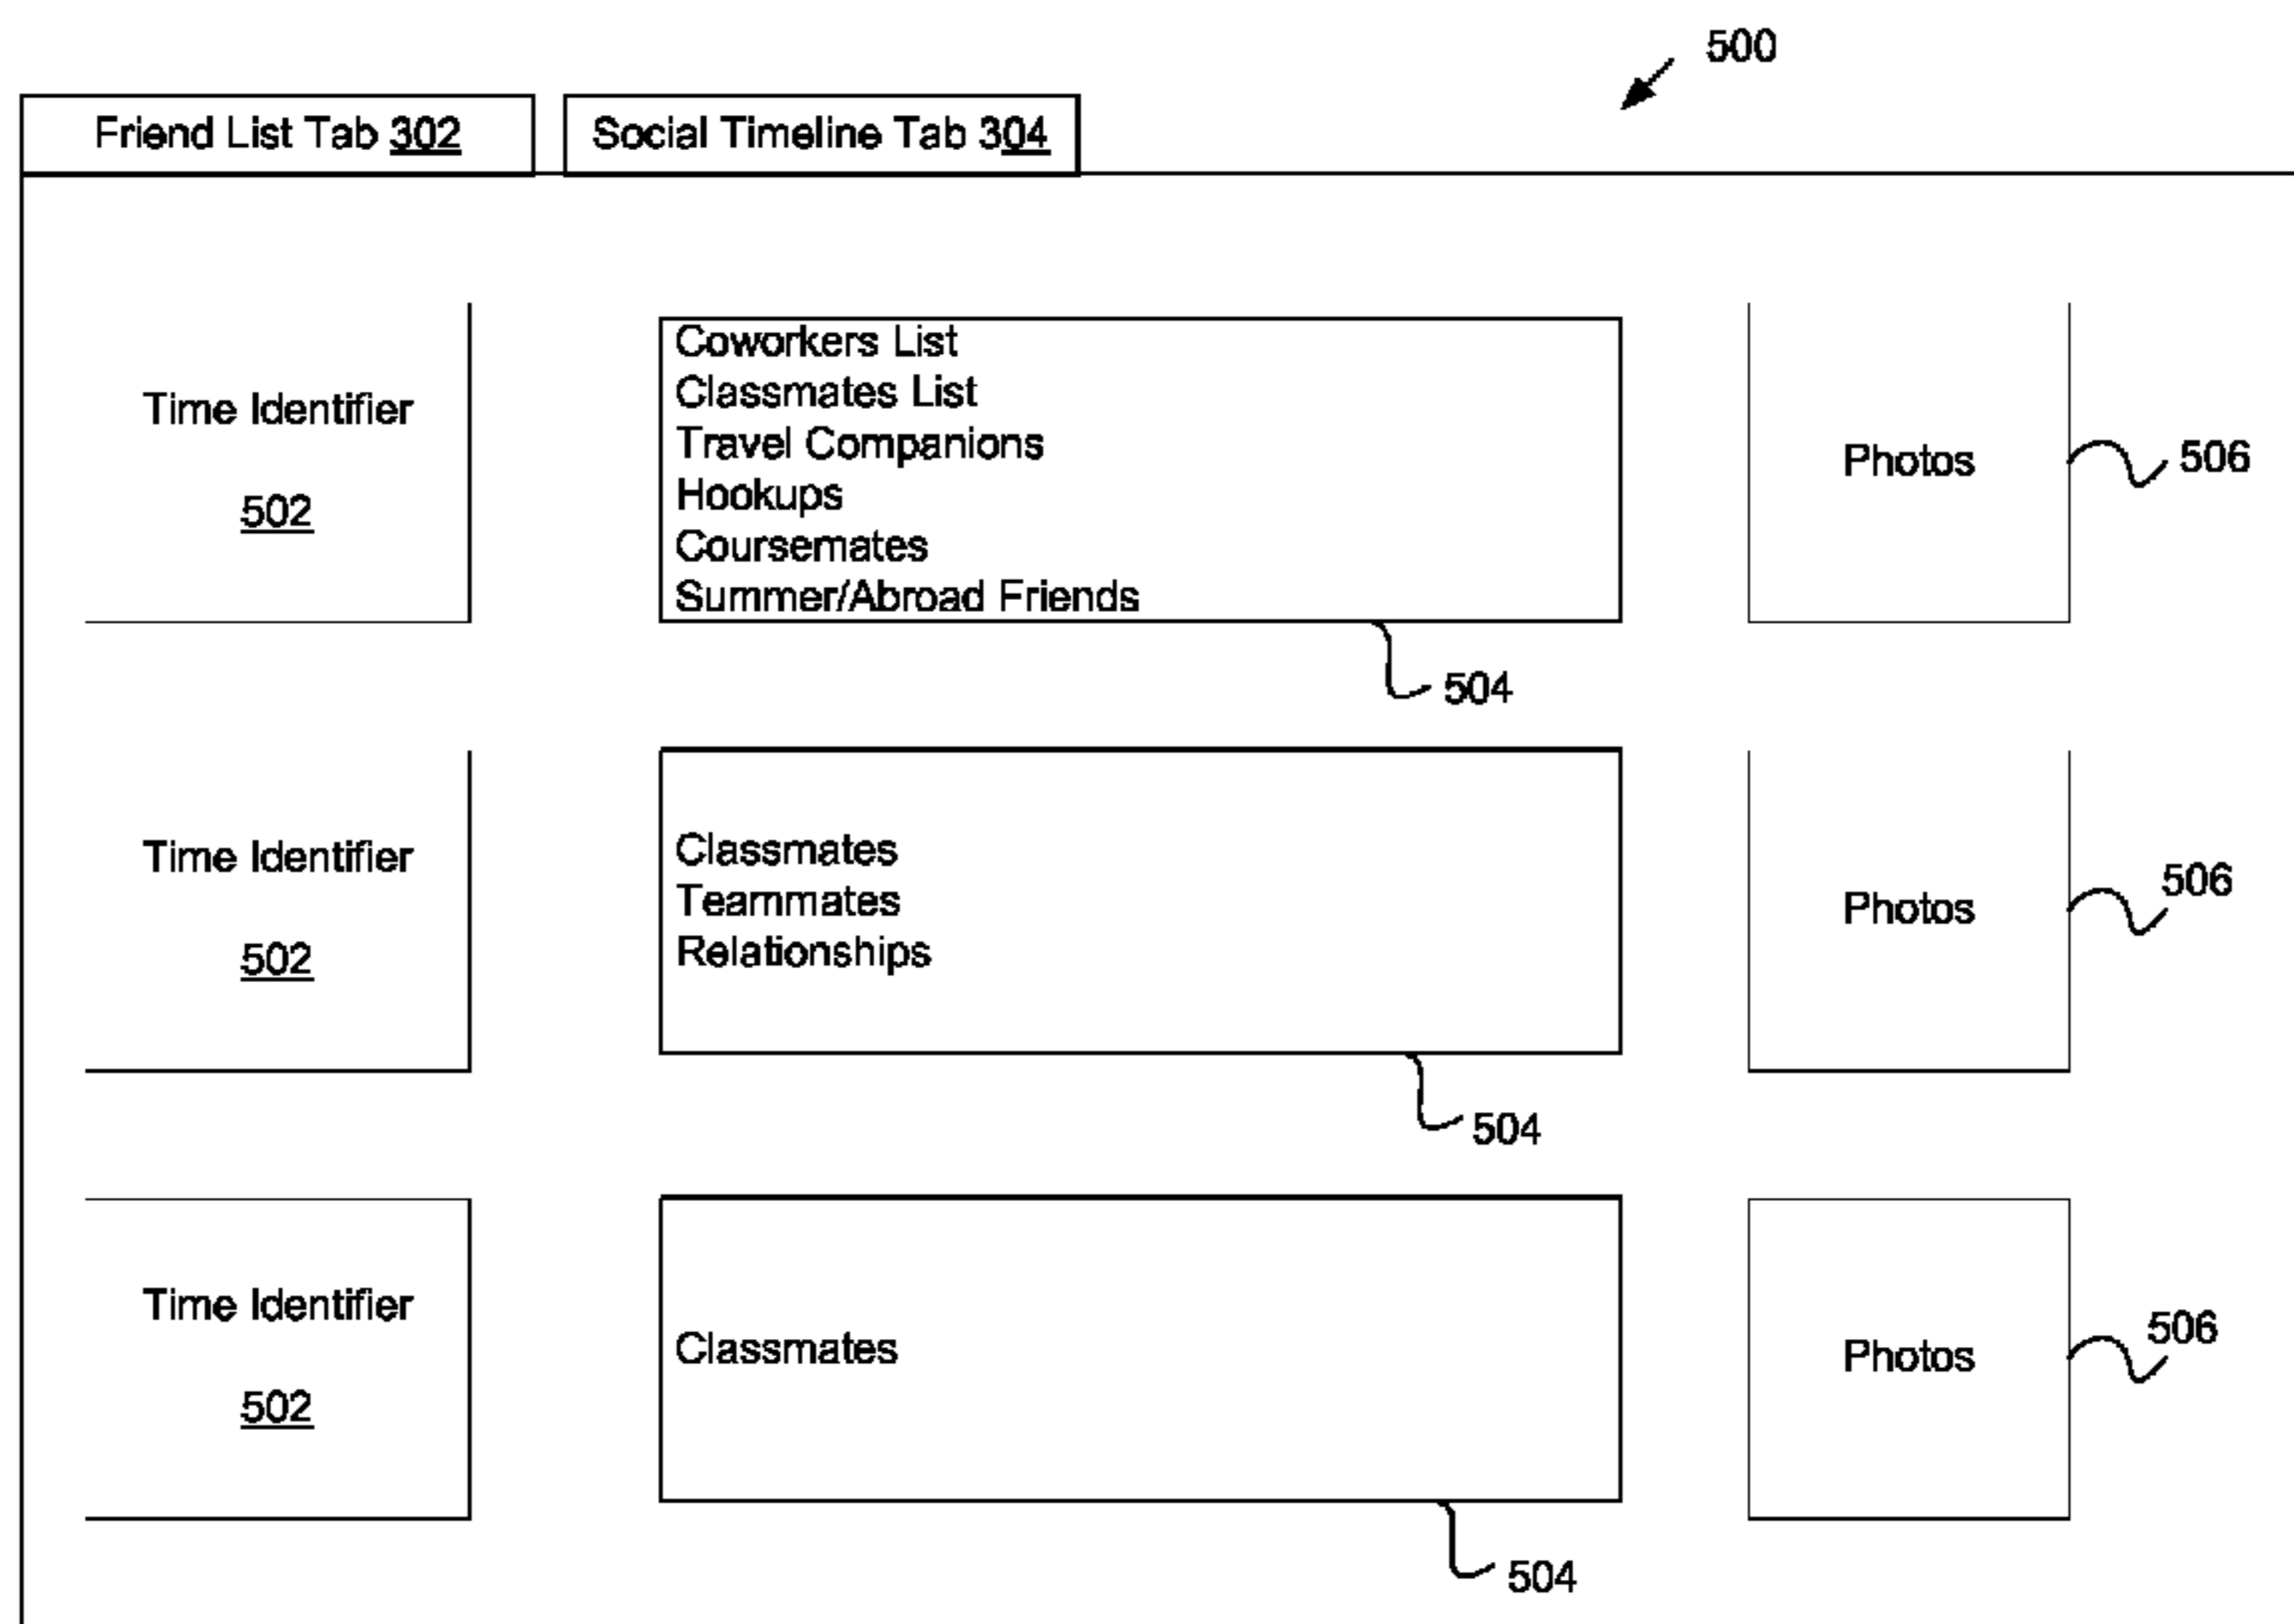 500
Friend List Tab 302
Social Timeline Tab 304
Time Identifier
502
Coworkers List
Classmates List
Travel Companions
Hookups
Coursemates
Summer/Abroad Friends
504
Photos
506
Time Identifier
502
Classmates
Teammates
Relationships
504
Photos
506
Time Identifier
502
Classmates
504
Photos
506